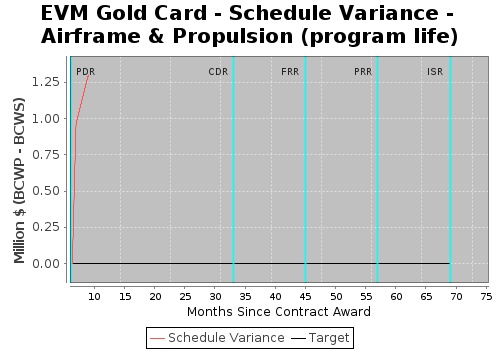 EVM Gold Card - Schedule Variance -
Airframe & Propulsion (program life)
Million $ (BCWP - BCWS)
1.25
1.00
0.75
0.50
0.25
0.00
PDR CDR FRR PRR ISR
10 15 20 25 30 35 40 45 50 55 60 65 70 75
Months Since Contract Award
Schedule Variance Target